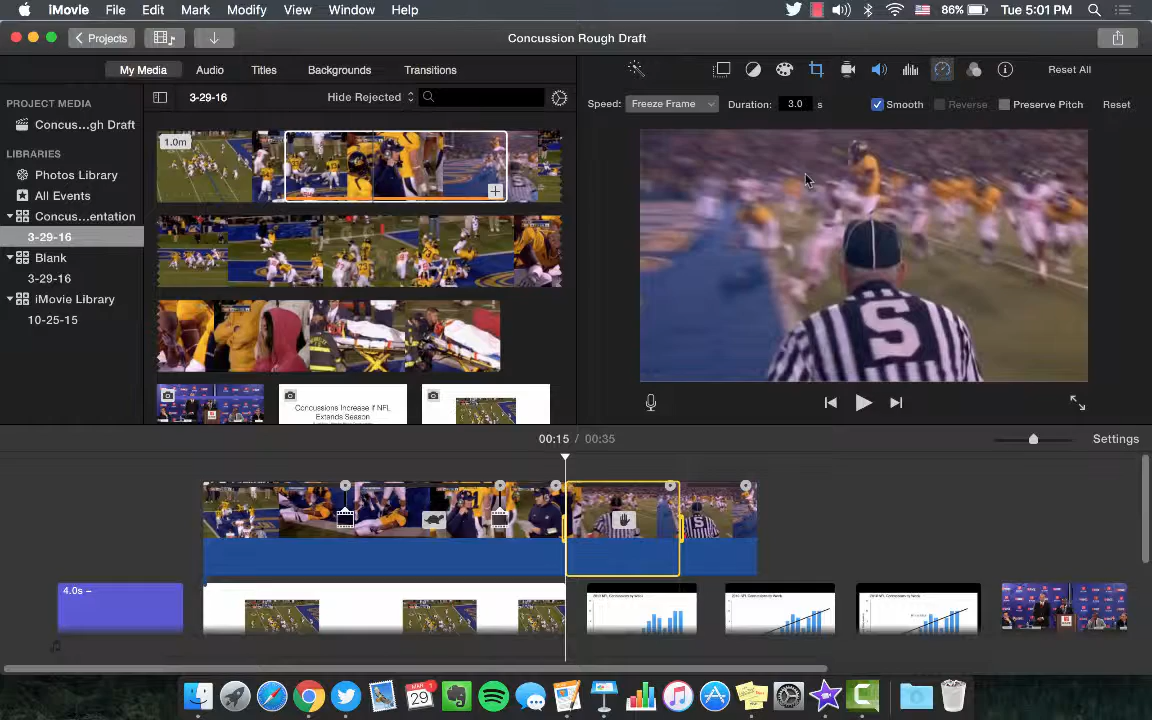 iMovie File Edit Mark Modify View Window Help 86% Tue 5:01 PM
Projects Concussion Rough Draft
My Media Audio Titles Backgrounds Transitions Reset All
PROJECT MEDIA 3-29-16 Hide Rejected Speed: Freeze Frame Duration: 3.0 s Smooth Reverse Preserve Pitch Reset
Concus...gh Draft
1.0m
LIBRARIES
Photos Library
All Events
Concus...entation
3-29-16
Blank
3-29-16
iMovie Library
10-25-15
S
Concussions Increase if NFL
Extends Season
00:15 / 00:35 Settings
4.0s –
MAR
29